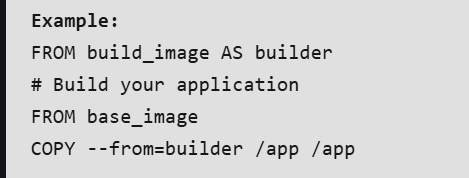 Example:
FROM build_image AS builder
# Build your application
FROM base_image
COPY --from=builder /app /app